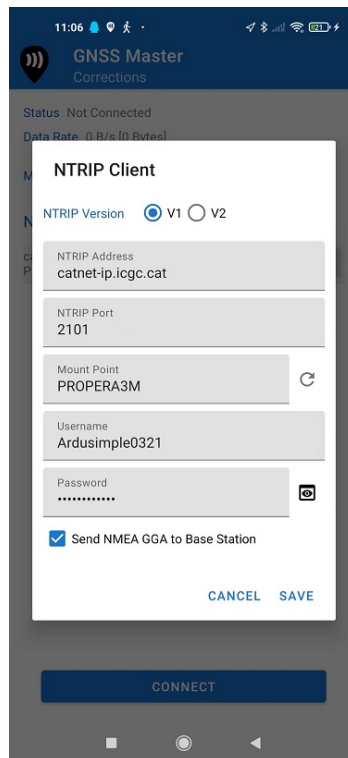 11:06
21
GNSS Master
Corrections
Status Not Connected
Data Rate 0 B/s [0 Bytes]
NTRIP Client
NTRIP Version V1 V2
NTRIP Address
catnet-ip.icgc.cat
NTRIP Port
2101
Mount Point
PROPERA3M
Username
Ardusimple0321
Password
••••••••••••
Send NMEA GGA to Base Station
CANCEL SAVE
CONNECT